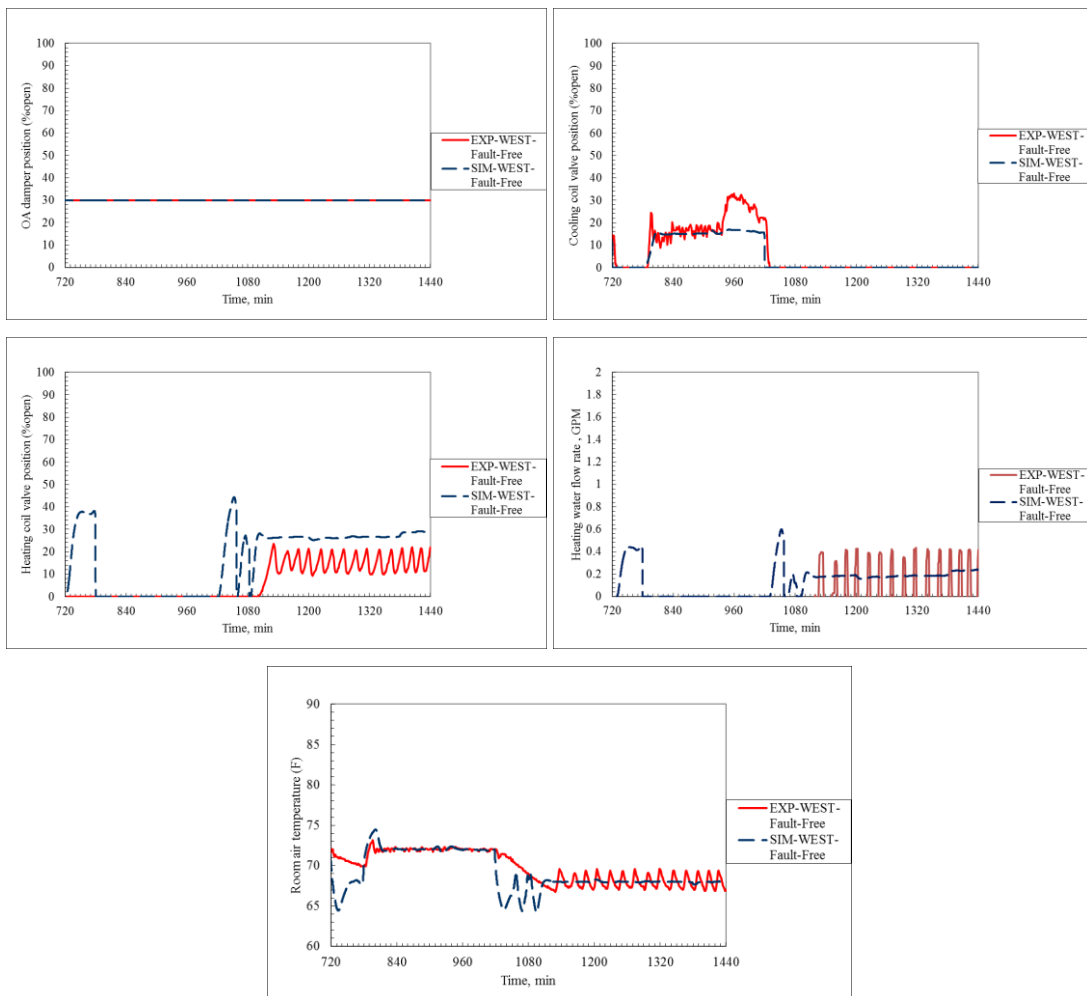 100
90
80
70
60
50
40
30
20
10
0
OA damper position (%open)
720 840 960 1080 1200 1320 1440
Time, min
EXP-WEST-
Fault-Free
SIM-WEST-
Fault-Free
100
90
80
70
60
50
40
30
20
10
0
Cooling coil valve position (%open)
720 840 960 1080 1200 1320 1440
Time, min
EXP-WEST-
Fault-Free
SIM-WEST-
Fault-Free
100
90
80
70
60
50
40
30
20
10
0
Heating coil valve position (%open)
720 840 960 1080 1200 1320 1440
Time, min
EXP-WEST-
Fault-Free
SIM-WEST-
Fault-Free
2
1.8
1.6
1.4
1.2
1
0.8
0.6
0.4
0.2
0
Heating water flow rate , GPM
720 840 960 1080 1200 1320 1440
Time, min
EXP-WEST-
Fault-Free
SIM-WEST-
Fault-Free
90
85
80
75
70
65
60
Room air temperature (F)
720 840 960 1080 1200 1320 1440
Time, min
EXP-WEST-
Fault-Free
SIM-WEST-
Fault-Free